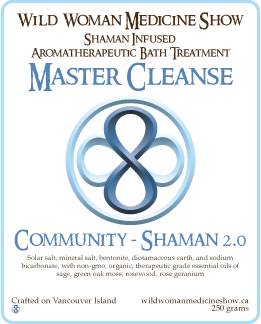 Wild Woman Medicine Show
Shaman Infused
Aromatherapeutic Bath Treatment
Master Cleanse
Community - Shaman 2.0
Solar salt, mineral salt, bentonite, diotamaceous earth, and sodium
bicarbonate, with non-gmo, organic, therapeutic grade essential oils of
sage, green oak moss, rosewood, rose geranium
Crafted on Vancouver Island
wildwomanmedicineshow.ca
250 grams